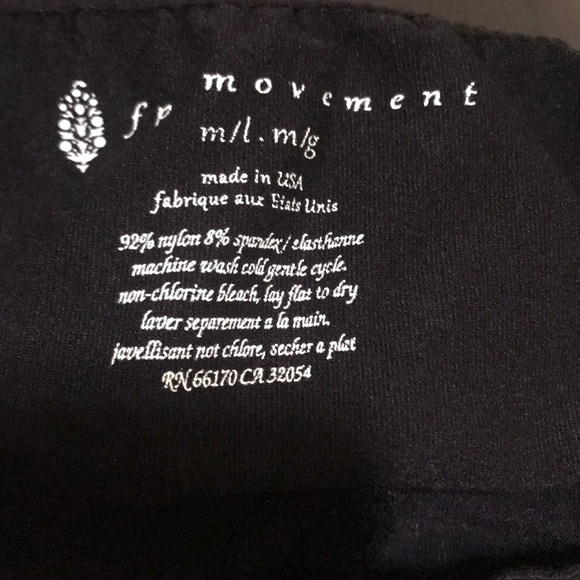 fp movement
m/l . m/g
made in USA
fabrique aux Etats Unis
92% nylon 8% spandex / elasthanne
machine wash cold gentle cycle.
non-chlorine bleach, lay flat to dry
laver separement a la main.
javellisant not chlore, secher a plat
RN 66170 CA 32054